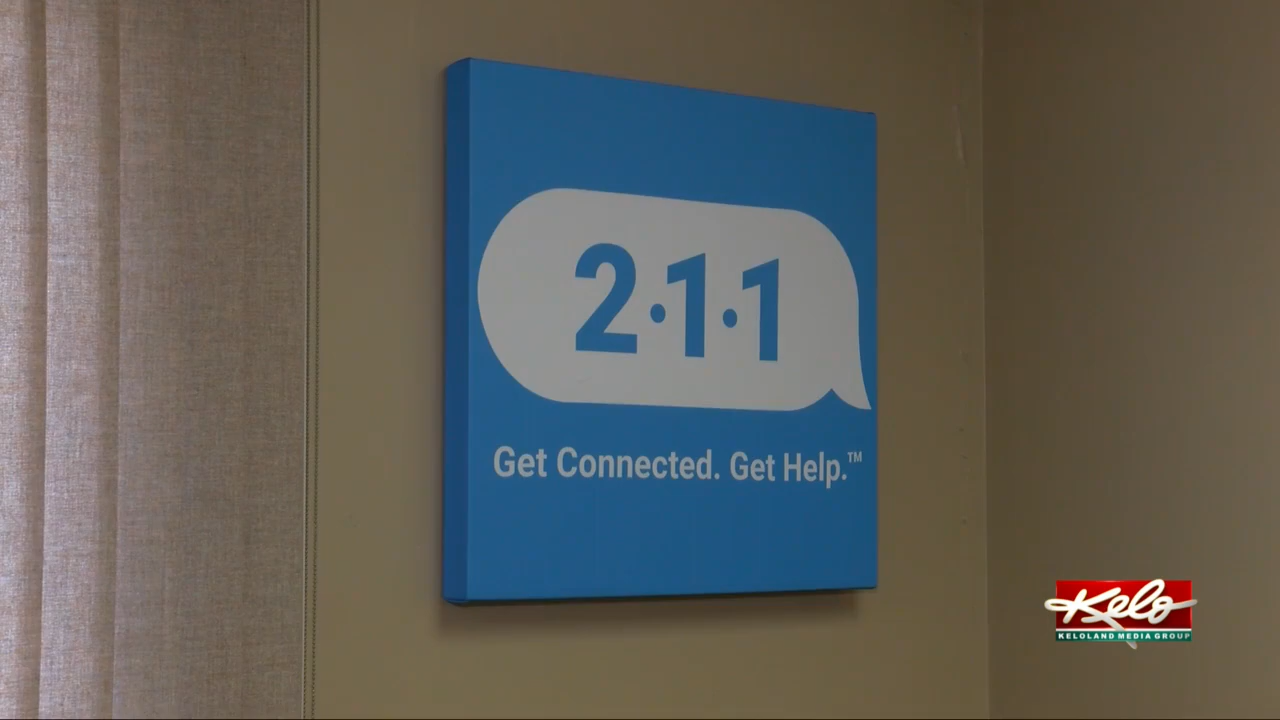 2·1·1
Get Connected. Get Help.™
Kelo
KELOLAND MEDIA GROUP